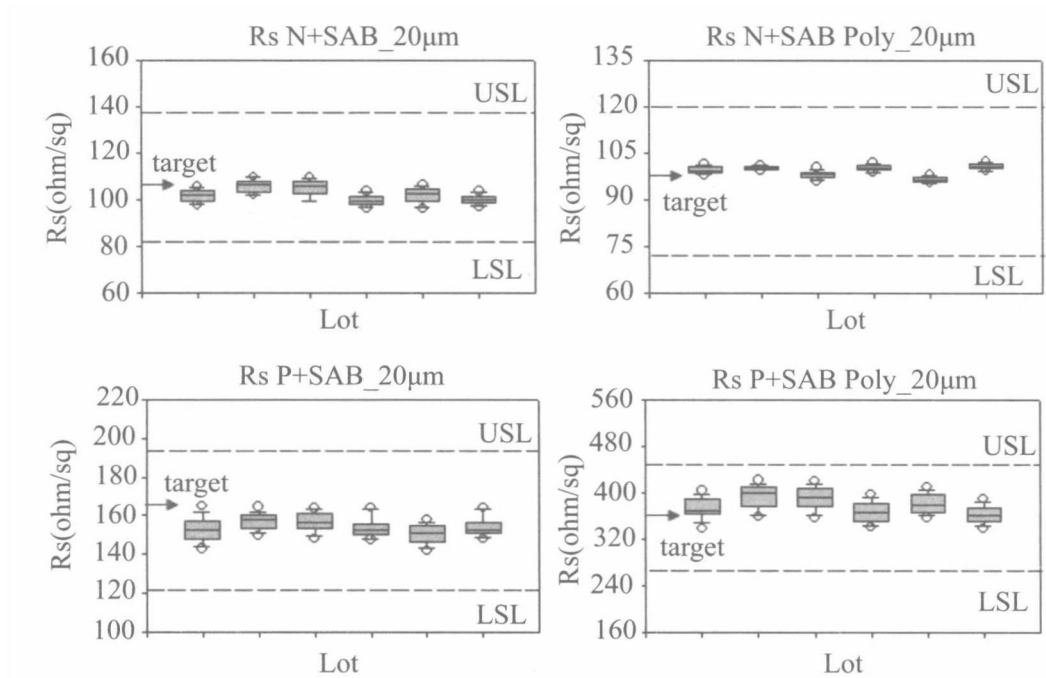 Rs N+SAB_20μm
160
140
120
100
80
60
Rs(ohm/sq)
USL
target
LSL
Lot
Rs N+SAB Poly_20μm
135
120
105
90
75
60
Rs(ohm/sq)
USL
target
LSL
Lot
Rs P+SAB_20μm
220
200
180
160
140
120
100
Rs(ohm/sq)
USL
target
LSL
Lot
Rs P+SAB Poly_20μm
560
480
400
320
240
160
Rs(ohm/sq)
USL
target
LSL
Lot